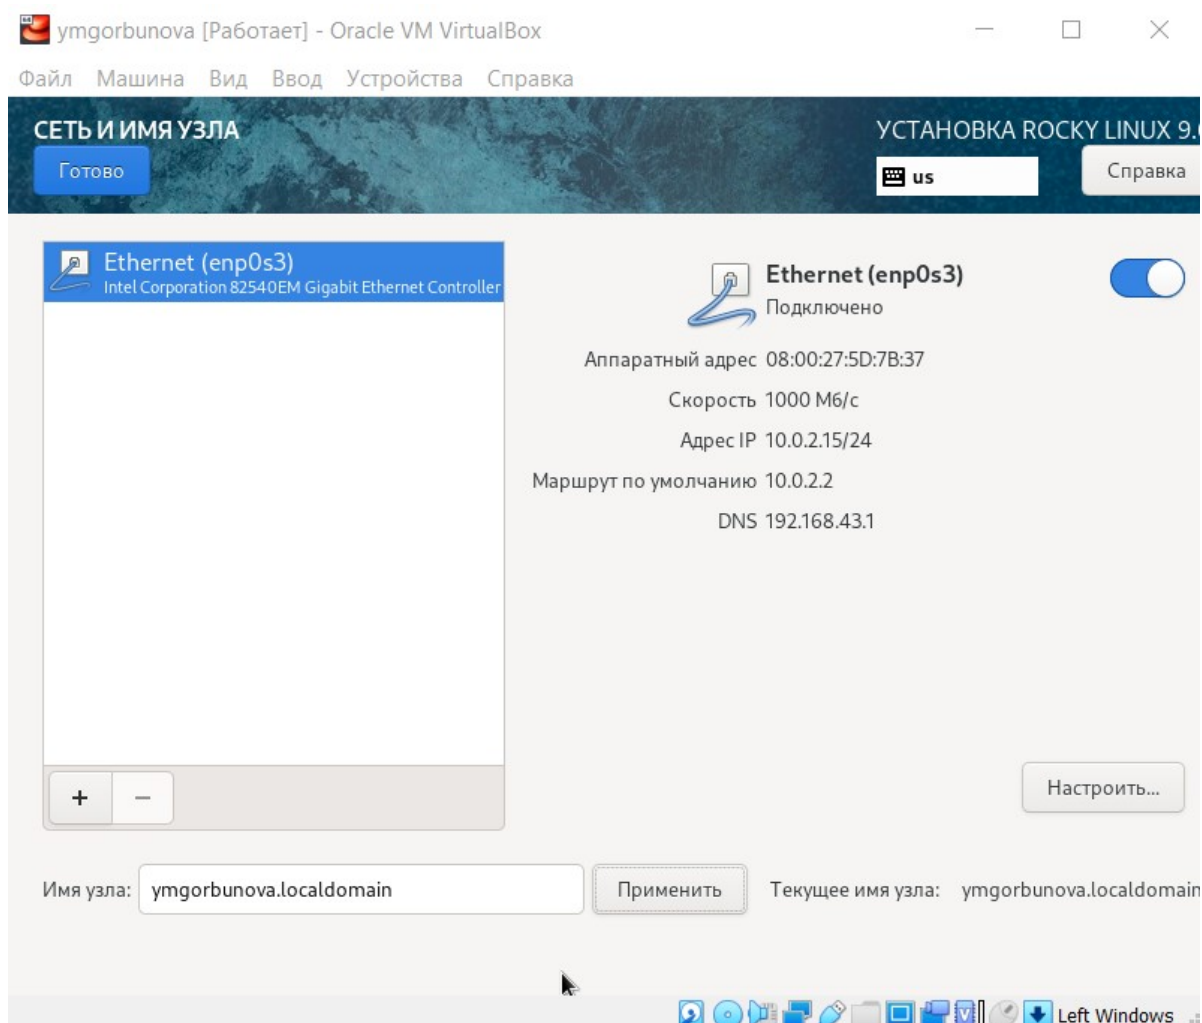 ymgorbunova [Работает] - Oracle VM VirtualBox
Файл Машина Вид Ввод Устройства Справка
СЕТЬ И ИМЯ УЗЛА
УСТАНОВКА ROCKY LINUX 9.
Готово
us
Справка
Ethernet (enp0s3)
Intel Corporation 82540EM Gigabit Ethernet Controller
Ethernet (enp0s3)
Подключено
Аппаратный адрес 08:00:27:5D:7B:37
Скорость 1000 Мб/с
Адрес IP 10.0.2.15/24
Маршрут по умолчанию 10.0.2.2
DNS 192.168.43.1
+ −
Настроить...
Имя узла: ymgorbunova.localdomain Применить Текущее имя узла: ymgorbunova.localdomain
Left Windows